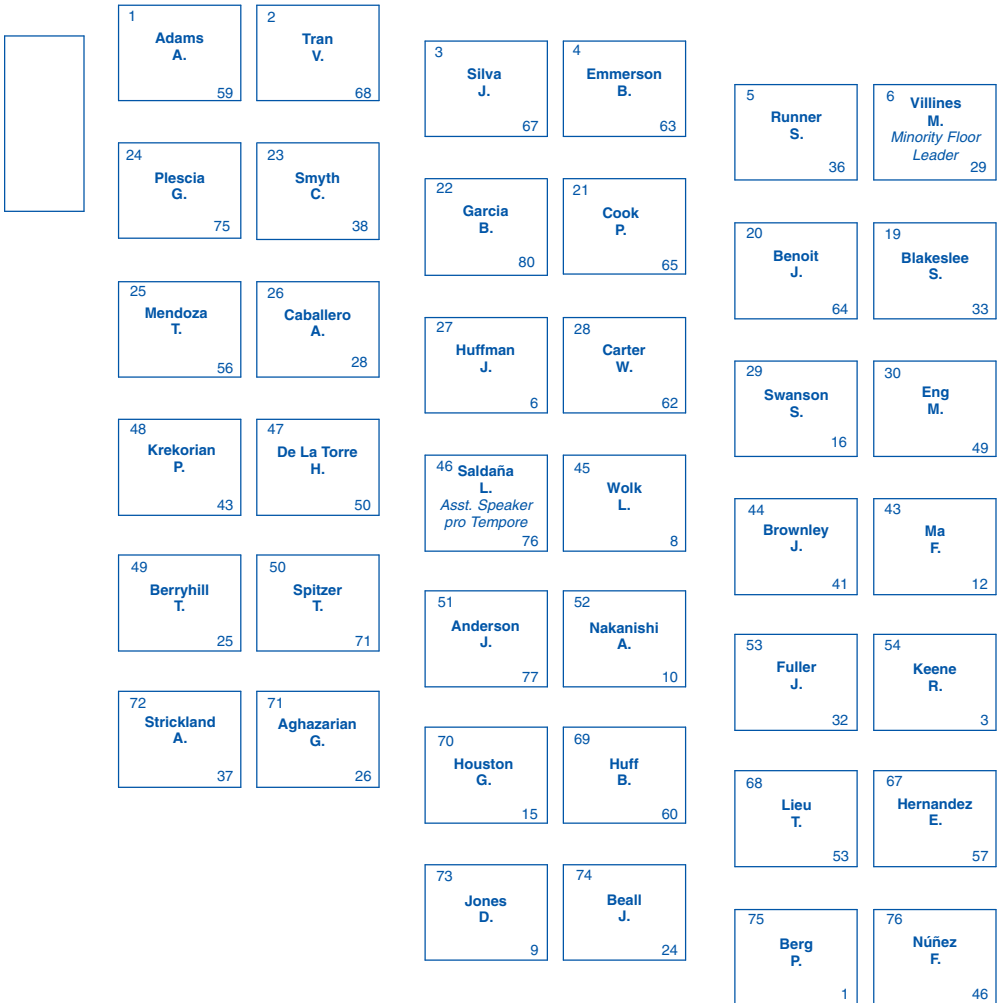 1
Adams
A.
59
2
Tran
V.
68
3
Silva
J.
67
4
Emmerson
B.
63
5
Runner
S.
36
6
Villines
M.
Minority Floor
Leader
29
24
Plescia
G.
75
23
Smyth
C.
38
22
Garcia
B.
80
21
Cook
P.
65
20
Benoit
J.
64
19
Blakeslee
S.
33
25
Mendoza
T.
56
26
Caballero
A.
28
27
Huffman
J.
6
28
Carter
W.
62
29
Swanson
S.
16
30
Eng
M.
49
48
Krekorian
P.
43
47
De La Torre
H.
50
46
Saldaña
L.
Asst. Speaker
pro Tempore
76
45
Wolk
L.
8
44
Brownley
J.
41
43
Ma
F.
12
49
Berryhill
T.
25
50
Spitzer
T.
71
51
Anderson
J.
77
52
Nakanishi
A.
10
53
Fuller
J.
32
54
Keene
R.
3
72
Strickland
A.
37
71
Aghazarian
G.
26
70
Houston
G.
15
69
Huff
B.
60
68
Lieu
T.
53
67
Hernandez
E.
57
73
Jones
D.
9
74
Beall
J.
24
75
Berg
P.
1
76
Núñez
F.
46